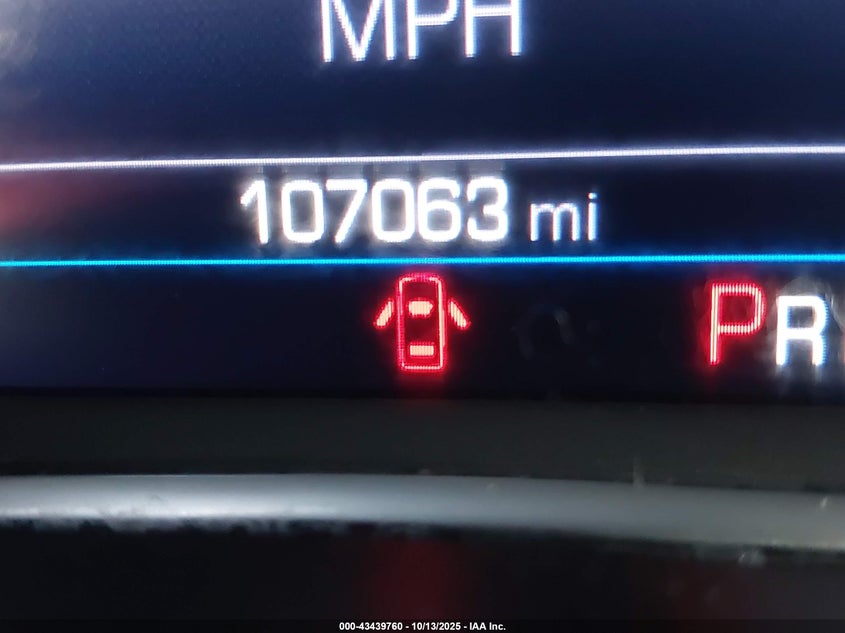 MPH
107063 mi
PR
000-43439760 - 10/13/2025 - IAA Inc.